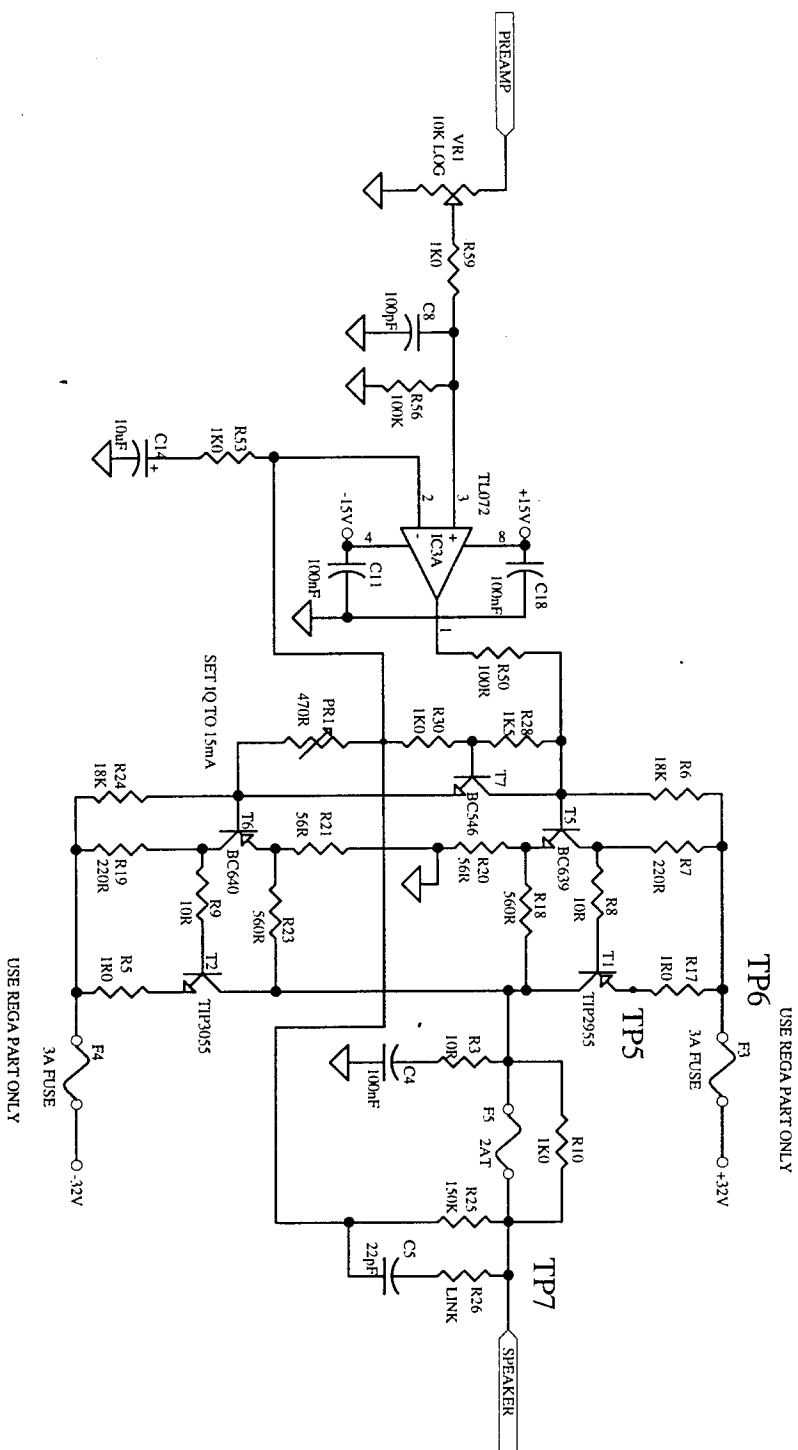 PREAMP
VR1
10K LOG
R59
1K0
C8
100pF
R56
100K
R53
1K0
C14
+
10uF
TL072
+15V
8
3
+
IC3A
2
-
-15V
4
1
C18
100nF
C11
100nF
R50
100R
SET IQ TO 15mA
PR1
470R
R30
1K0
R28
1K5
T7
BC546
R6
18K
R24
18K
T5
BC639
T6
BC640
R7
220R
R19
220R
R20
56R
R21
56R
R8
10R
R9
10R
R18
560R
R23
560R
T1
TIP2955
T2
TIP3055
R17
1R0
R5
1R0
TP6
TP5
USE REGA PART ONLY
F3
3A FUSE
+32V
USE REGA PART ONLY
F4
3A FUSE
-32V
R3
10R
C4
100nF
F5
2AT
R10
1K0
R25
150K
C5
22pF
R26
LINK
TP7
SPEAKER